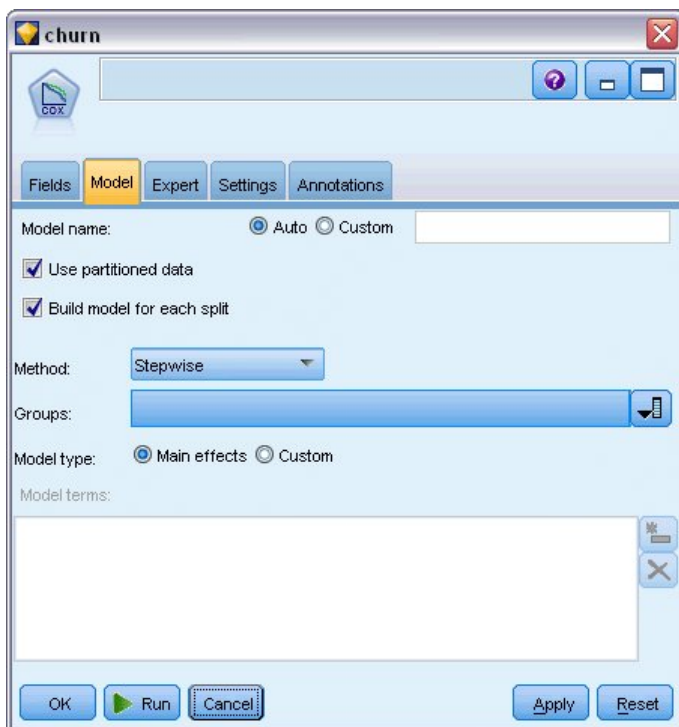 churn
COX
?
Fields Model Expert Settings Annotations
Model name: Auto Custom
Use partitioned data
Build model for each split
Method: Stepwise
Groups:
Model type: Main effects Custom
Model terms:
OK Run Cancel Apply Reset